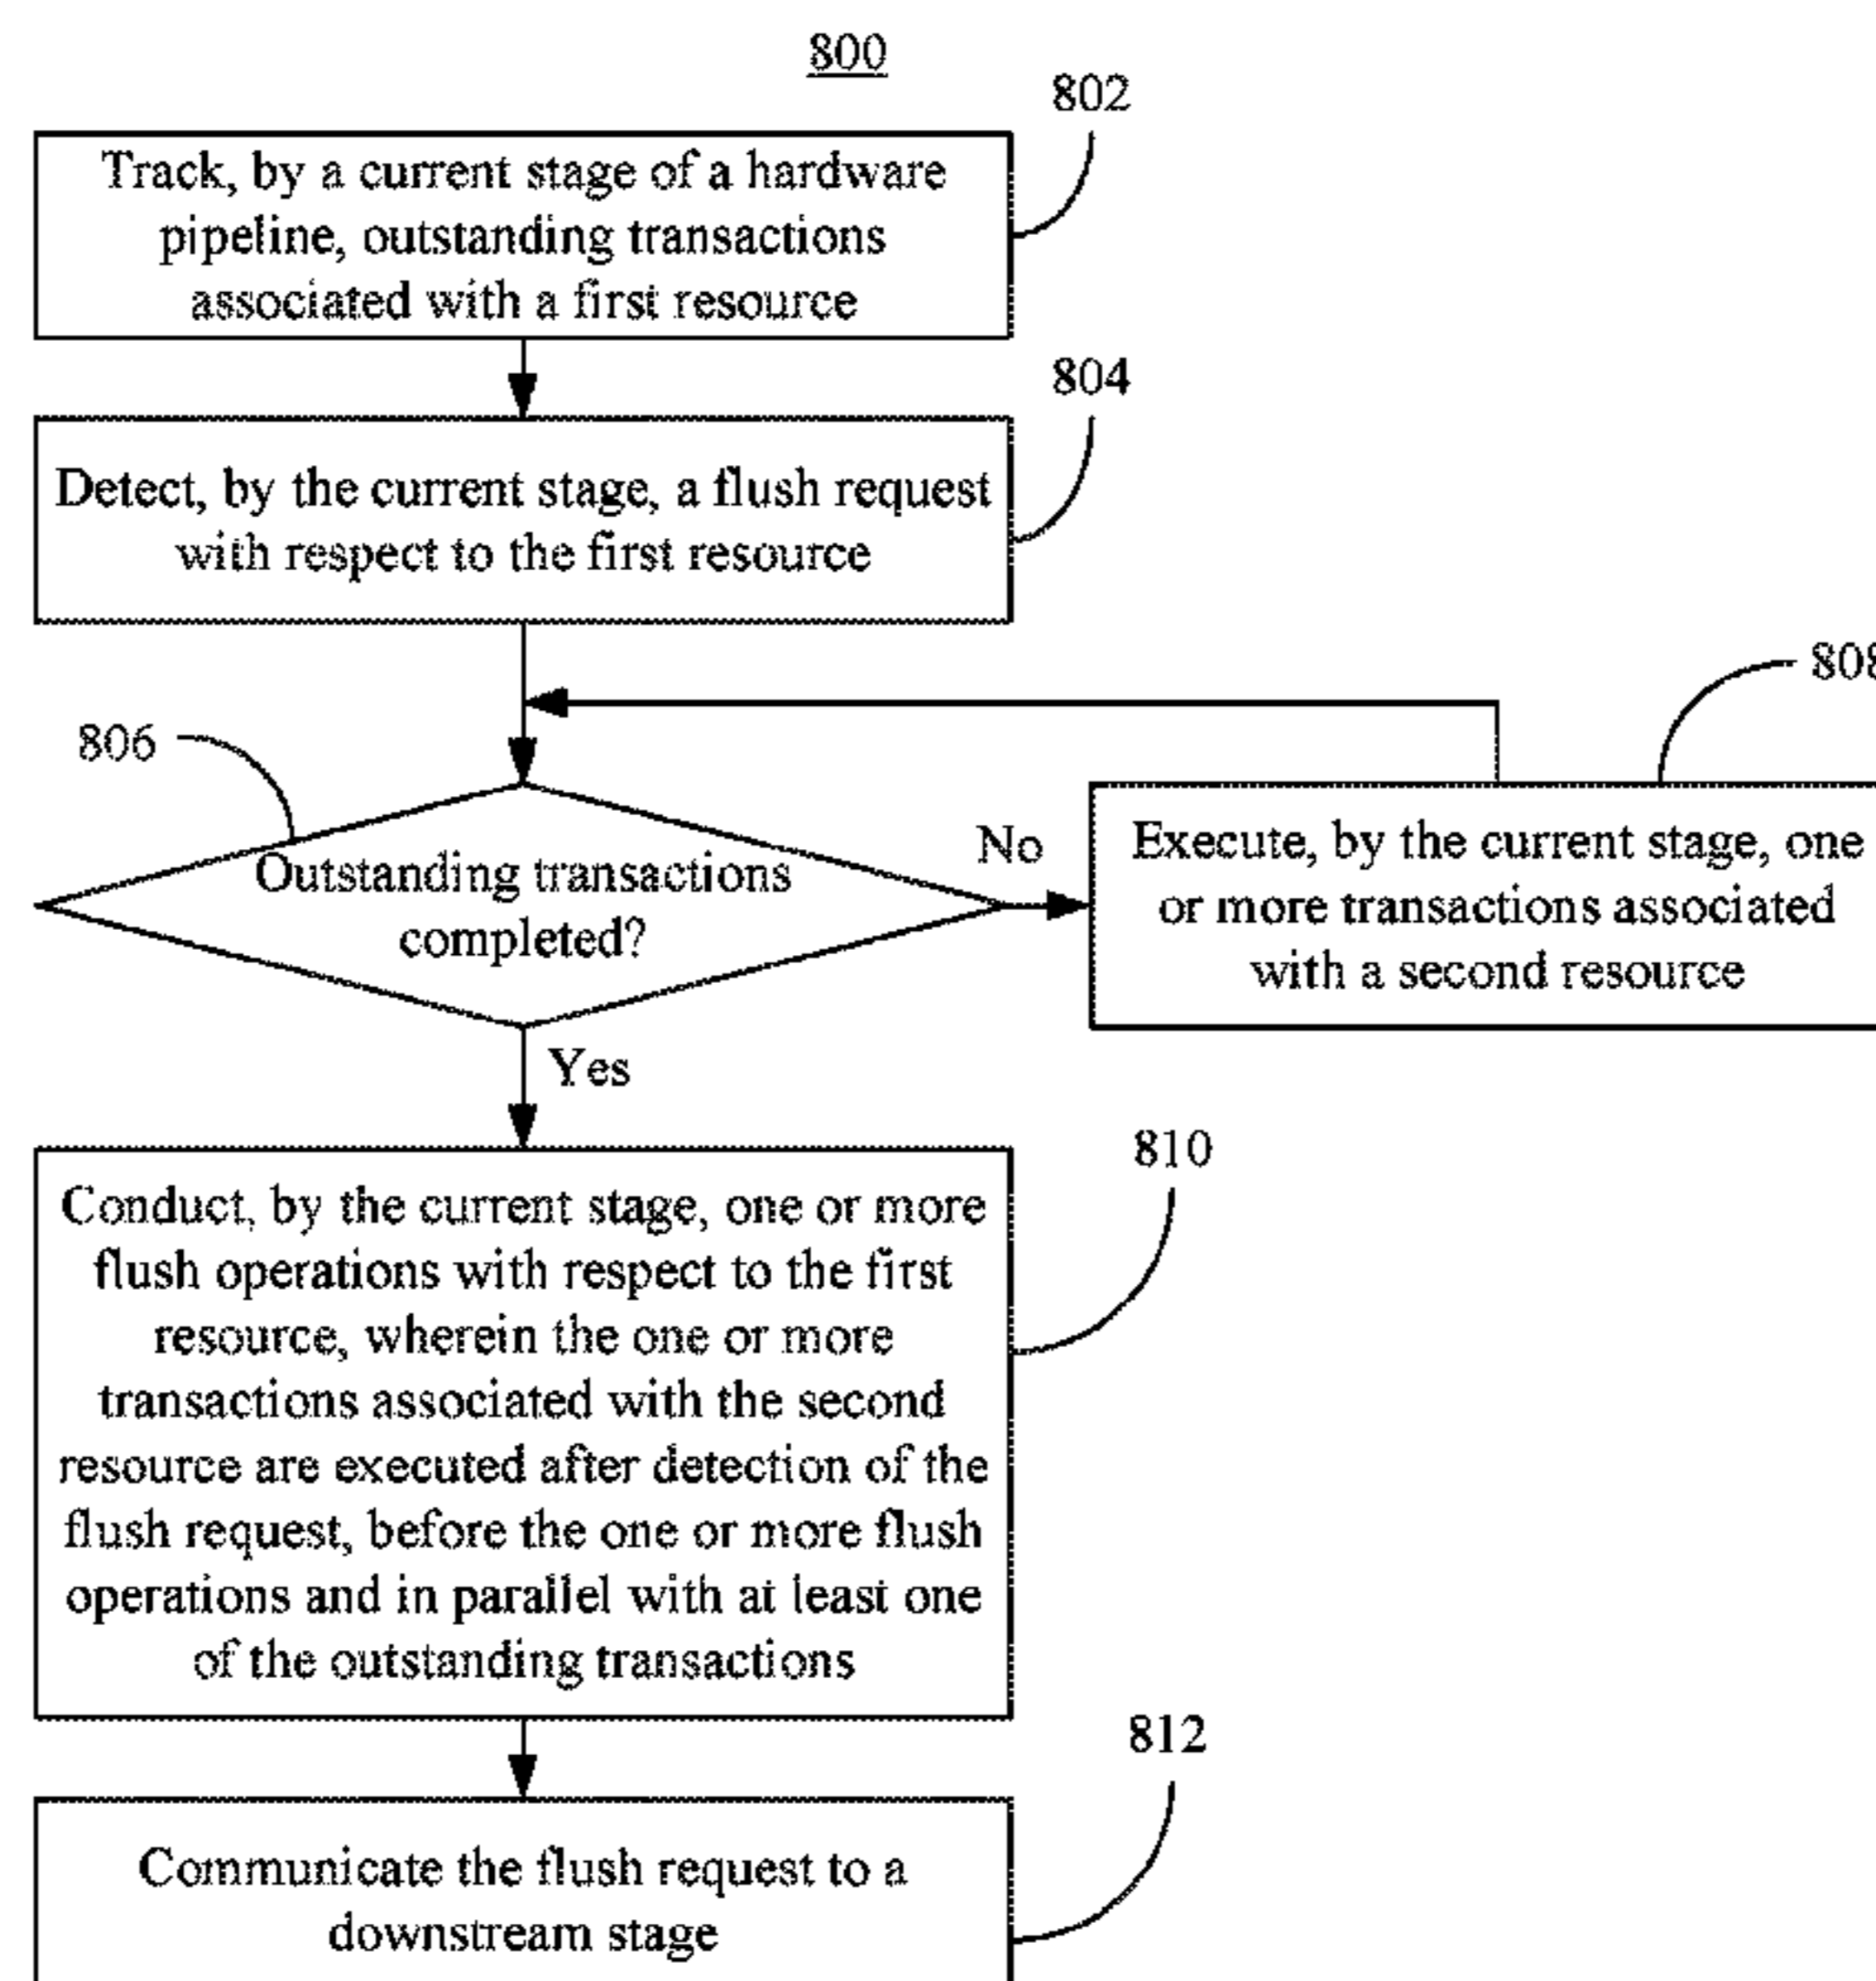 800
802
Track, by a current stage of a hardware
pipeline, outstanding transactions
associated with a first resource
804
Detect, by the current stage, a flush request
with respect to the first resource
808
806
Outstanding transactions
completed?
No
Execute, by the current stage, one
or more transactions associated
with a second resource
Yes
810
Conduct, by the current stage, one or more
flush operations with respect to the first
resource, wherein the one or more
transactions associated with the second
resource are executed after detection of the
flush request, before the one or more flush
operations and in parallel with at least one
of the outstanding transactions
812
Communicate the flush request to a
downstream stage